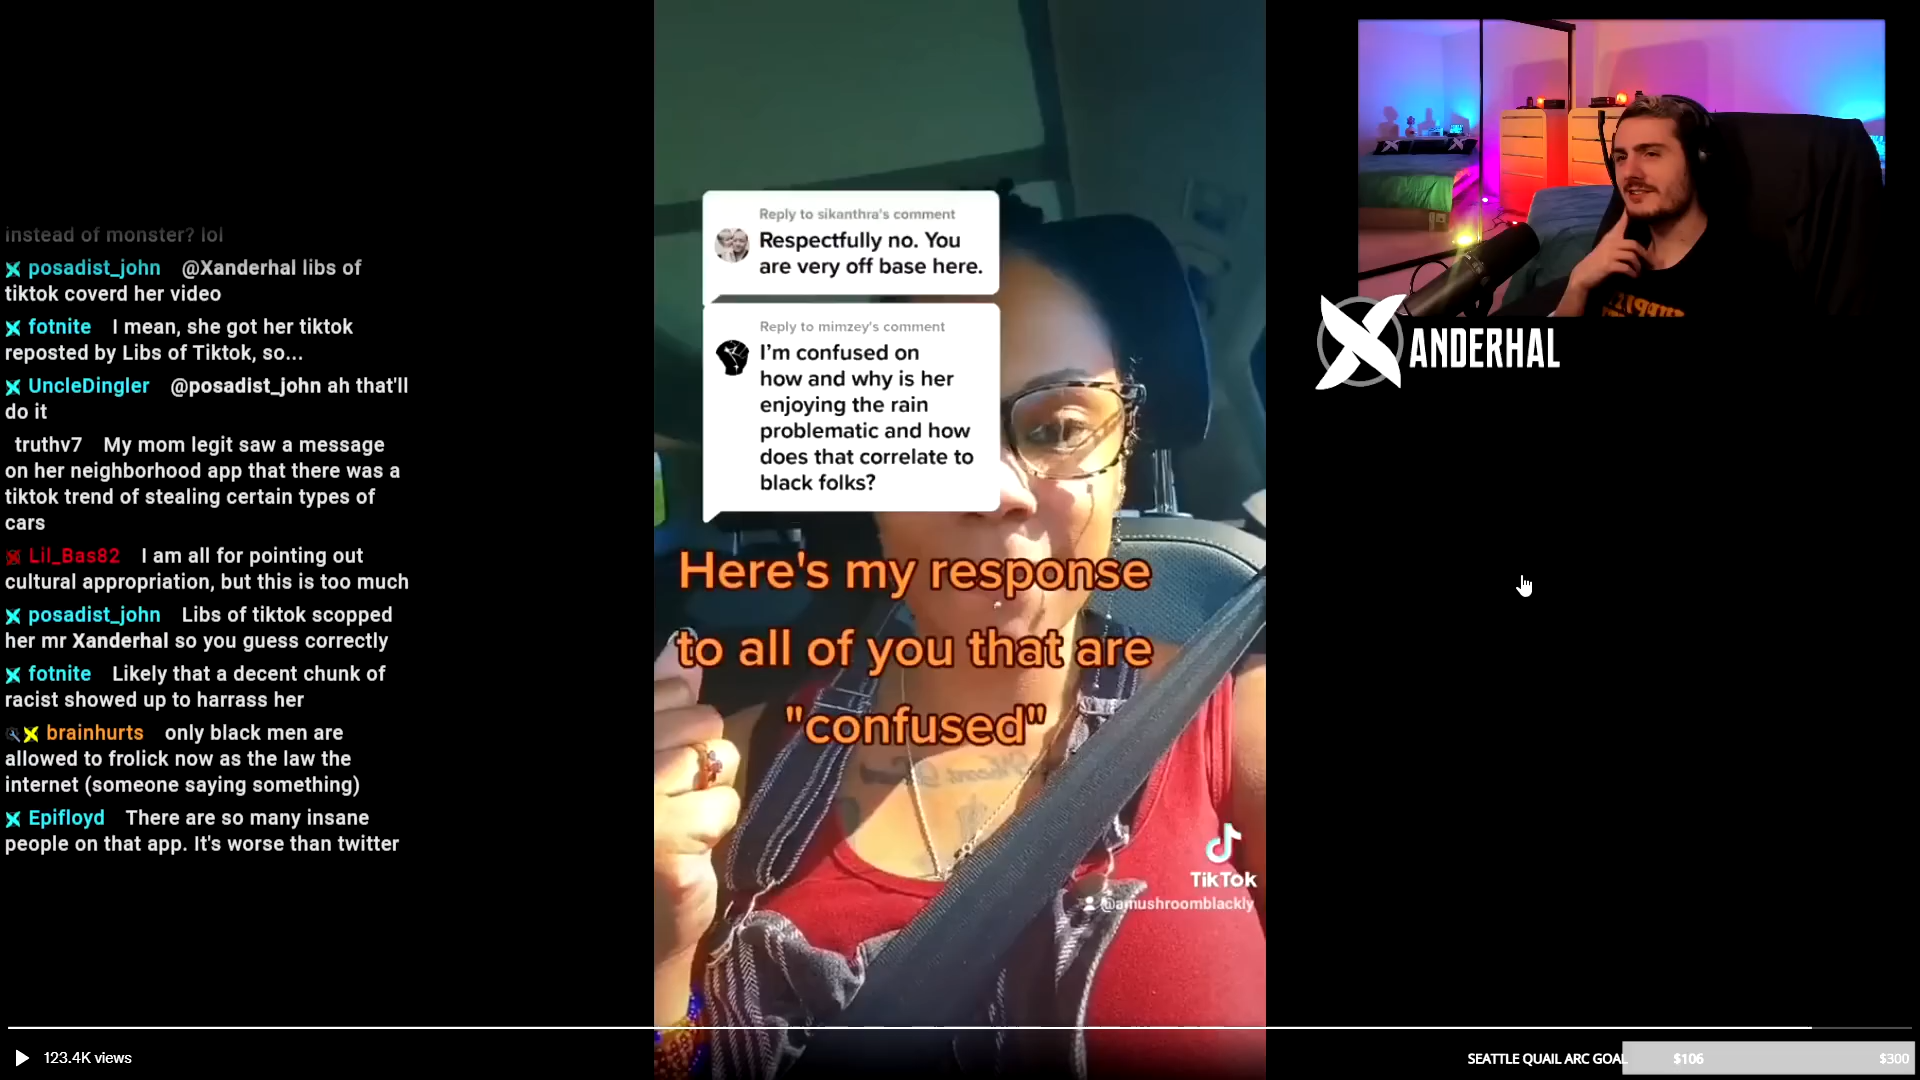 instead of monster? lol
posadist_john @Xanderhal libs of
tiktok coverd her video
fotnite I mean, she got her tiktok
reposted by Libs of Tiktok, so...
UncleDingler @posadist_john ah that'll
do it
truthv7 My mom legit saw a message
on her neighborhood app that there was a
tiktok trend of stealing certain types of
cars
Lil_Bas82 I am all for pointing out
cultural appropriation, but this is too much
posadist_john Libs of tiktok scopped
her mr Xanderhal so you guess correctly
fotnite Likely that a decent chunk of
racist showed up to harrass her
brainhurts only black men are
allowed to frolick now as the law the
internet (someone saying something)
Epifloyd There are so many insane
people on that app. It's worse than twitter
Reply to sikanthra's comment
Respectfully no. You
are very off base here.
Reply to mimzey's comment
I'm confused on
how and why is her
enjoying the rain
problematic and how
does that correlate to
black folks?
Here's my response
to all of you that are
"confused"
TikTok
@amushroomblackly
XANDERHAL
123.4K views
SEATTLE QUAIL ARC GOAL $106 $300